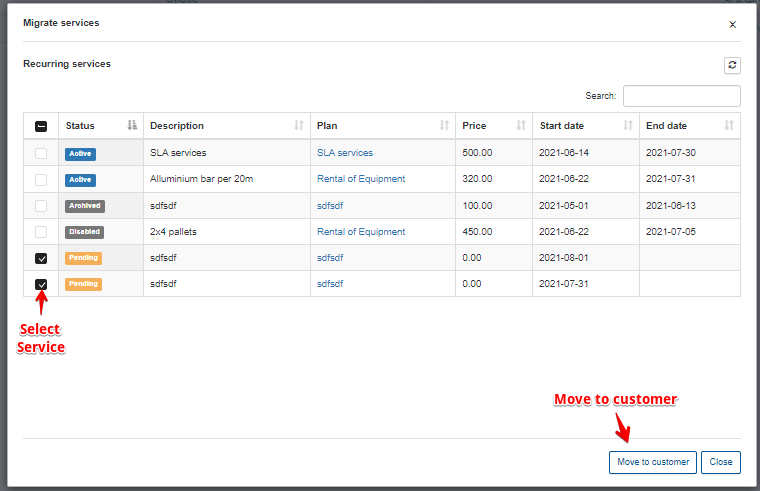 Migrate services
Recurring services
Search:
Status Description Plan Price Start date End date
Active SLA services SLA services 500.00 2021-06-14 2021-07-30
Active Alluminium bar per 20m Rental of Equipment 320.00 2021-06-22 2021-07-31
Archived sdfsdf sdfsdf 100.00 2021-05-01 2021-06-13
Disabled 2x4 pallets Rental of Equipment 450.00 2021-06-22 2021-07-05
Pending sdfsdf sdfsdf 0.00 2021-08-01
Pending sdfsdf sdfsdf 0.00 2021-07-31
Select
Service
Move to customer
Move to customer Close